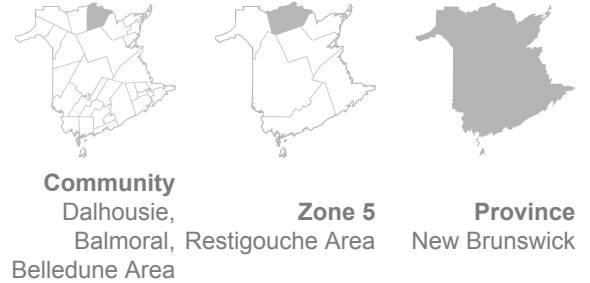 Community
Dalhousie,
Balmoral,
Belledune Area
Zone 5
Restigouche Area
Province
New Brunswick